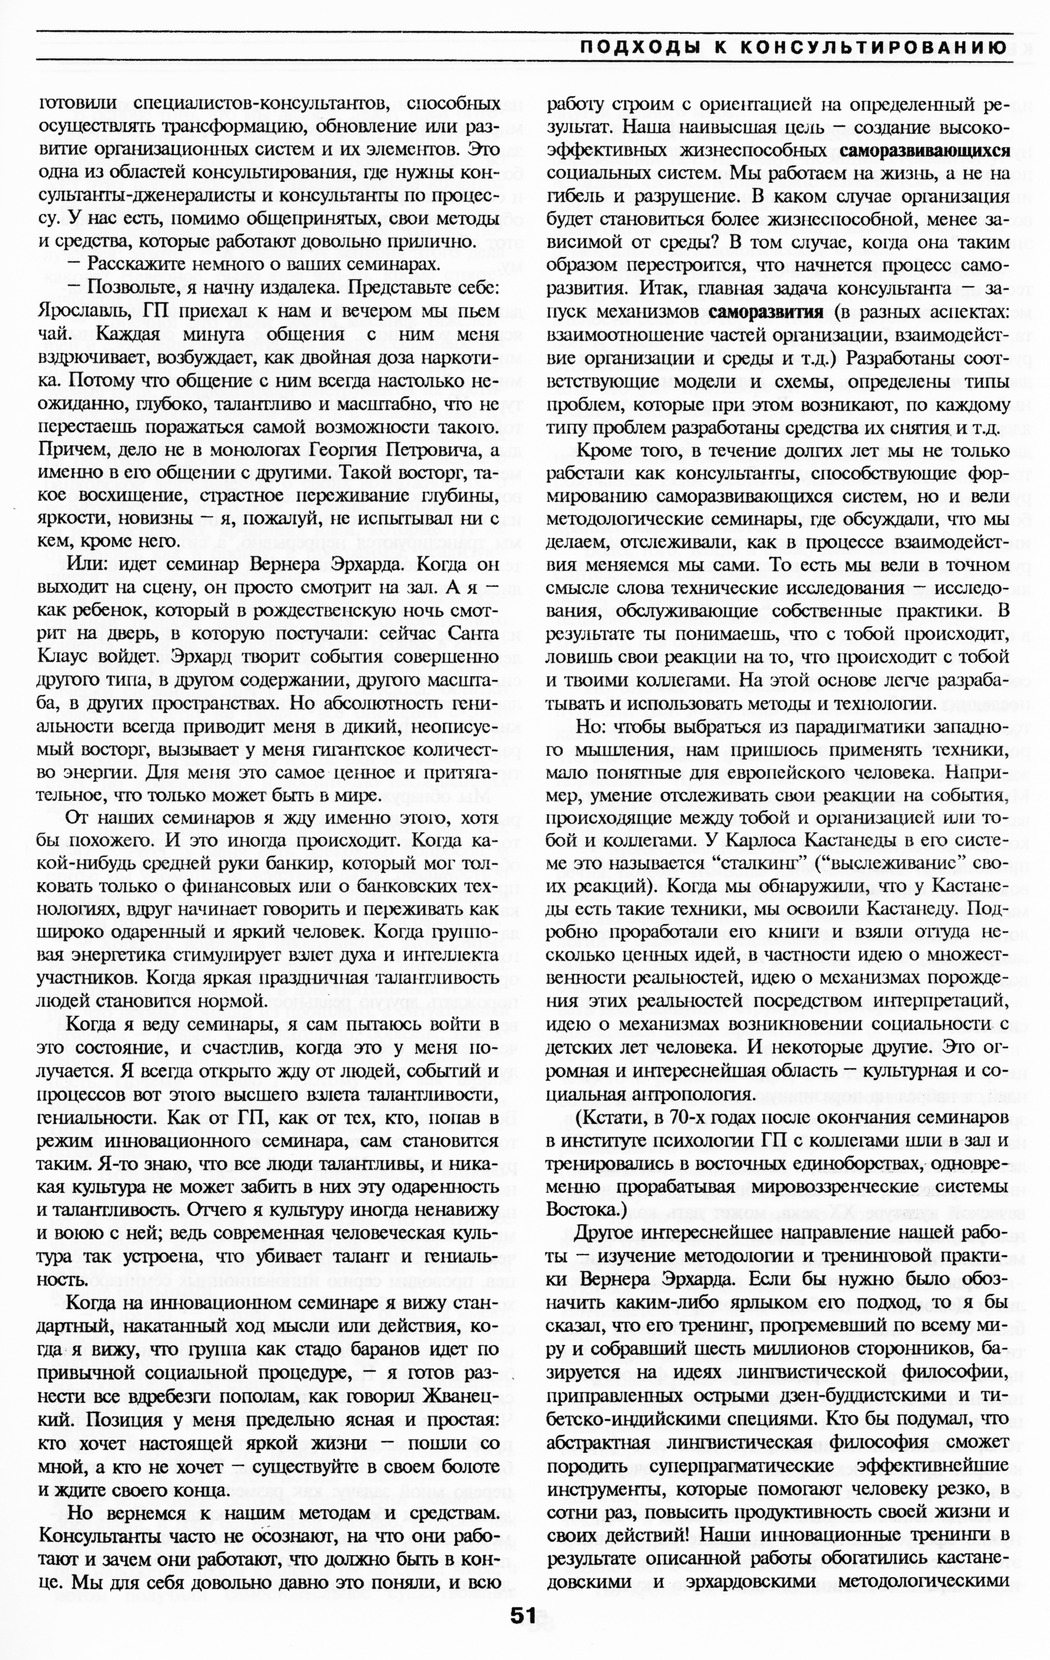 ПОДХОДЫ К КОНСУЛЬТИРОВАНИЮ
готовили специалистов-консультантов, способных
осуществлять трансформацию, обновление или раз-
витие организационных систем и их элементов. Это
одна из областей консультирования, где нужны кон-
сультанты-дженералисты и консультанты по процес-
су. У нас есть, помимо общепринятых, свои методы
и средства, которые работают довольно прилично.
— Расскажите немного о ваших семинарах.
— Позвольте, я начну издалека. Представьте себе:
Ярославль, ГП приехал к нам и вечером мы пьем
чай. Каждая минута общения с ним меня
вздрючивает, возбуждает, как двойная доза наркоти-
ка. Потому что общение с ним всегда настолько не-
ожиданно, глубоко, талантливо и масштабно, что не
перестаешь поражаться самой возможности такого.
Причем, дело не в монологах Георгия Петровича, а
именно в его общении с другими. Такой восторг, та-
кое восхищение, страстное переживание глубины,
яркости, новизны — я, пожалуй, не испытывал ни с
кем, кроме него.
Или: идет семинар Вернера Эрхарда. Когда он
выходит на сцену, он просто смотрит на зал. А я —
как ребенок, который в рождественскую ночь смот-
рит на дверь, в которую постучали: сейчас Санта
Клаус войдет. Эрхард творит события совершенно
другого типа, в другом содержании, другого масшта-
ба, в других пространствах. Но абсолютность гени-
альности всегда приводит меня в дикий, неописуе-
мый восторг, вызывает у меня гигантское количест-
во энергии. Для меня это самое ценное и притяга-
тельное, что только может быть в мире.
От наших семинаров я жду именно этого, хотя
бы похожего. И это иногда происходит. Когда ка-
кой-нибудь средней руки банкир, который мог тол-
ковать только о финансовых или о банковских тех-
нологиях, вдруг начинает говорить и переживать как
широко одаренный и яркий человек. Когда группо-
вая энергетика стимулирует взлет духа и интеллекта
участников. Когда яркая праздничная талантливость
людей становится нормой.
Когда я веду семинары, я сам пытаюсь войти в
это состояние, и счастлив, когда это у меня по-
лучается. Я всегда открыто жду от людей, событий и
процессов вот этого высшего взлета талантливости,
гениальности. Как от ГП, как от тех, кто, попав в
режим инновационного семинара, сам становится
таким. Я-то знаю, что все люди талантливы, и ника-
кая культура не может забить в них эту одаренность
и талантливость. Отчего я культуру иногда ненавижу
и воюю с ней; ведь современная человеческая куль-
тура так устроена, что убивает талант и гениаль-
ность.
Когда на инновационном семинаре я вижу стан-
дартный, накатанный ход мысли или действия, ко-
гда я вижу, что группа как стадо баранов идет по
привычной социальной процедуре, — я готов раз-
нести все вдребезги пополам, как говорил Жванец-
кий. Позиция у меня предельно ясная и простая:
кто хочет настоящей яркой жизни — пошли со
мной, а кто не хочет — существуйте в своем болоте
и ждите своего конца.
Но вернемся к нашим методам и средствам.
Консультанты часто не осознают, на что они рабо-
тают и зачем они работают, что должно быть в кон-
це. Мы для себя довольно давно это поняли, и всю
работу строим с ориентацией на определенный ре-
зультат. Наша наивысшая цель — создание высоко-
эффективных жизнеспособных саморазвивающихся
социальных систем. Мы работаем на жизнь, а не на
гибель и разрушение. В каком случае организация
будет становиться более жизнеспособной, менее за-
висимой от среды? В том случае, когда она таким
образом перестроится, что начнется процесс само-
развития. Итак, главная задача консультанта — за-
пуск механизмов саморазвития (в разных аспектах:
взаимоотношение частей организации, взаимодейст-
вие организации и среды и т.д.) Разработаны соот-
ветствующие модели и схемы, определены типы
проблем, которые при этом возникают, по каждому
типу проблем разработаны средства их снятия и т.д.
Кроме того, в течение долгих лет мы не только
работали как консультанты, способствующие фор-
мированию саморазвивающихся систем, но и вели
методологические семинары, где обсуждали, что мы
делаем, отслеживали, как в процессе взаимодейст-
вия меняемся мы сами. То есть мы вели в точном
смысле слова технические исследования — исследо-
вания, обслуживающие собственные практики. В
результате ты понимаешь, что с тобой происходит,
ловишь свои реакции на то, что происходит с тобой
и твоими коллегами. На этой основе легче разраба-
тывать и использовать методы и технологии.
Но: чтобы выбраться из парадигматики западно-
го мышления, нам пришлось применять техники,
мало понятные для европейского человека. Напри-
мер, умение отслеживать свои реакции на события,
происходящие между тобой и организацией или то-
бой и коллегами. У Карлоса Кастанеды в его систе-
ме это называется “сталкинг” (“выслеживание” сво-
их реакций). Когда мы обнаружили, что у Кастане-
ды есть такие техники, мы освоили Кастанеду. Под-
робно проработали его книги и взяли оттуда не-
сколько ценных идей, в частности идею о множест-
венности реальностей, идею о механизмах порожде-
ния этих реальностей посредством интерпретаций,
идею о механизмах возникновении социальности с
детских лет человека. И некоторые другие. Это ог-
ромная и интереснейшая область — культурная и со-
циальная антропология.
(Кстати, в 70-х годах после окончания семинаров
в институте психологии ГП с коллегами шли в зал и
тренировались в восточных единоборствах, одновре-
менно прорабатывая мировоззренческие системы
Востока.)
Другое интереснейшее направление нашей рабо-
ты — изучение методологии и тренинговой практи-
ки Вернера Эрхарда. Если бы нужно было обоз-
начить каким-либо ярлыком его подход, то я бы
сказал, что его тренинг, прогремевший по всему ми-
ру и собравший шесть миллионов сторонников, ба-
зируется на идеях лингвистической философии,
приправленных острыми дзен-буддистскими и ти-
бетско-индийскими специями. Кто бы подумал, что
абстрактная лингвистическая философия сможет
породить суперпрагматические эффективнейшие
инструменты, которые помогают человеку резко, в
сотни раз, повысить продуктивность своей жизни и
своих действий! Наши инновационные тренинги в
результате описанной работы обогатились кастане-
довскими и эрхардовскими методологическими
51